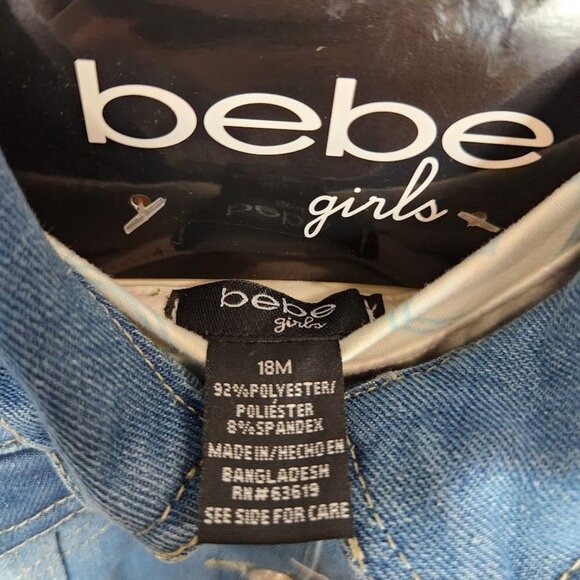 bebe
girls
bebe
girls
18M
92%POLYESTER/
POLIÉSTER
8%SPANDEX
MADE IN/HECHO EN
BANGLADESH
RN#63619
SEE SIDE FOR CARE